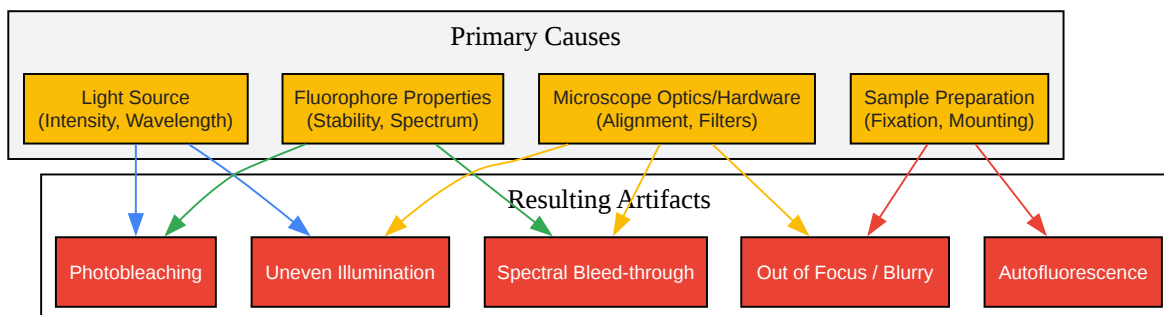 Primary Causes
Light Source
(Intensity, Wavelength)
Fluorophore Properties
(Stability, Spectrum)
Microscope Optics/Hardware
(Alignment, Filters)
Sample Preparation
(Fixation, Mounting)
Resulting Artifacts
Photobleaching
Uneven Illumination
Spectral Bleed-through
Out of Focus / Blurry
Autofluorescence